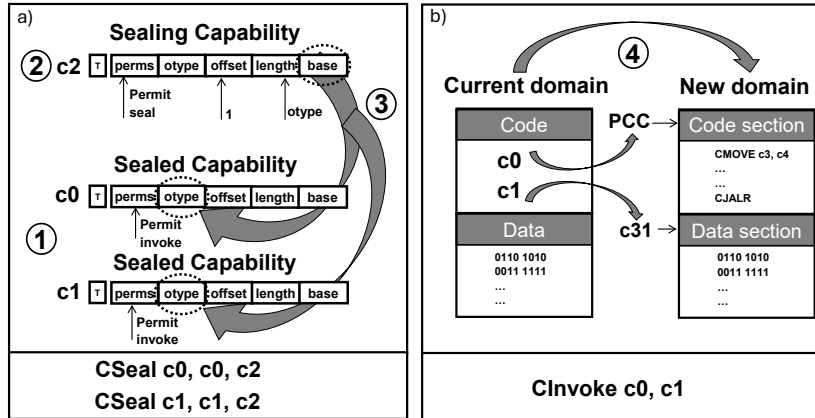 a)
Sealing Capability
② c2 T perms otype offset length base
Permit
seal
1
otype
③
Sealed Capability
c0 T perms otype offset length base
Permit
invoke
①
Sealed Capability
c1 T perms otype offset length base
Permit
invoke
CSeal c0, c0, c2
CSeal c1, c1, c2
b)
④
Current domain
New domain
Code
PCC
Code section
c0
c1
CMOVE c3, c4
...
...
CJALR
Data
c31
Data section
0110 1010
0011 1111
...
...
0110 1010
0011 1111
...
...
CInvoke c0, c1